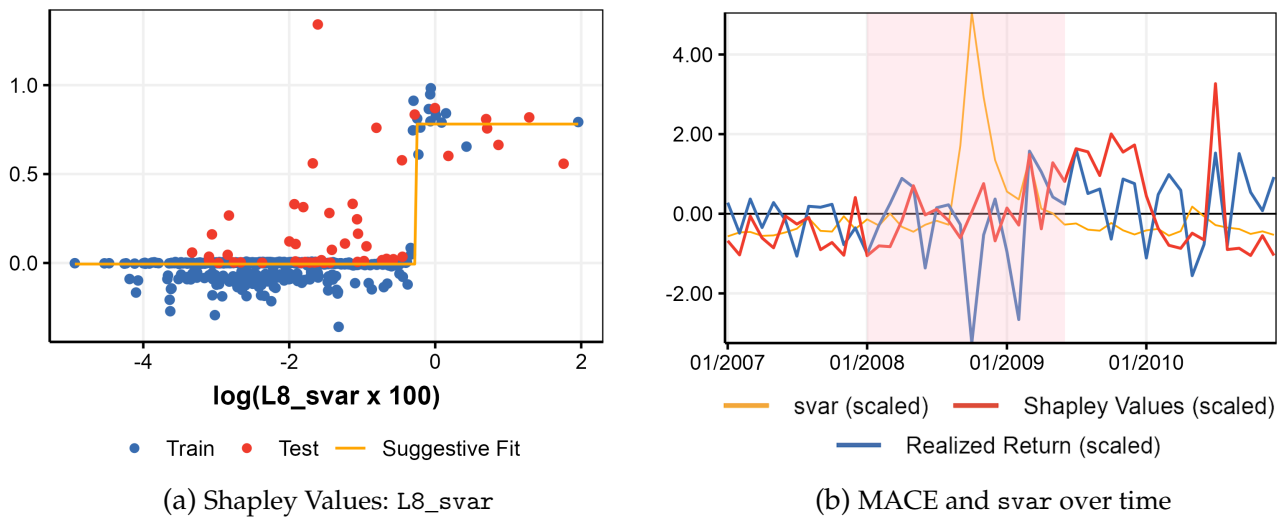 1.0
0.5
0.0
-4 -2 0 2
log(L8_svar x 100)
Train Test Suggestive Fit
(a) Shapley Values: L8_svar
4.00
2.00
0.00
-2.00
01/2007 01/2008 01/2009 01/2010
svar (scaled) Shapley Values (scaled)
Realized Return (scaled)
(b) MACE and svar over time